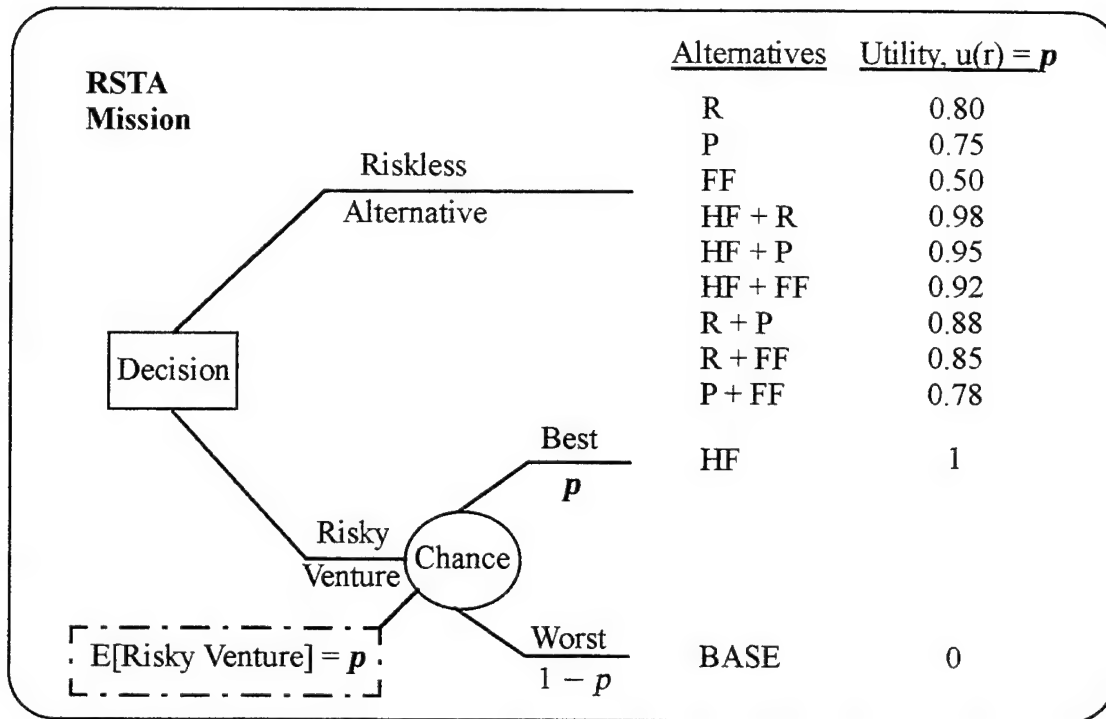 Alternatives Utility, u(r) = p
RSTA
Mission
R 0.80
P 0.75
FF 0.50
HF + R 0.98
HF + P 0.95
HF + FF 0.92
R + P 0.88
R + FF 0.85
P + FF 0.78
Riskless
Alternative
Decision
Best
p
HF 1
Risky
Venture
Chance
E[Risky Venture] = p
Worst
1 – p
BASE 0